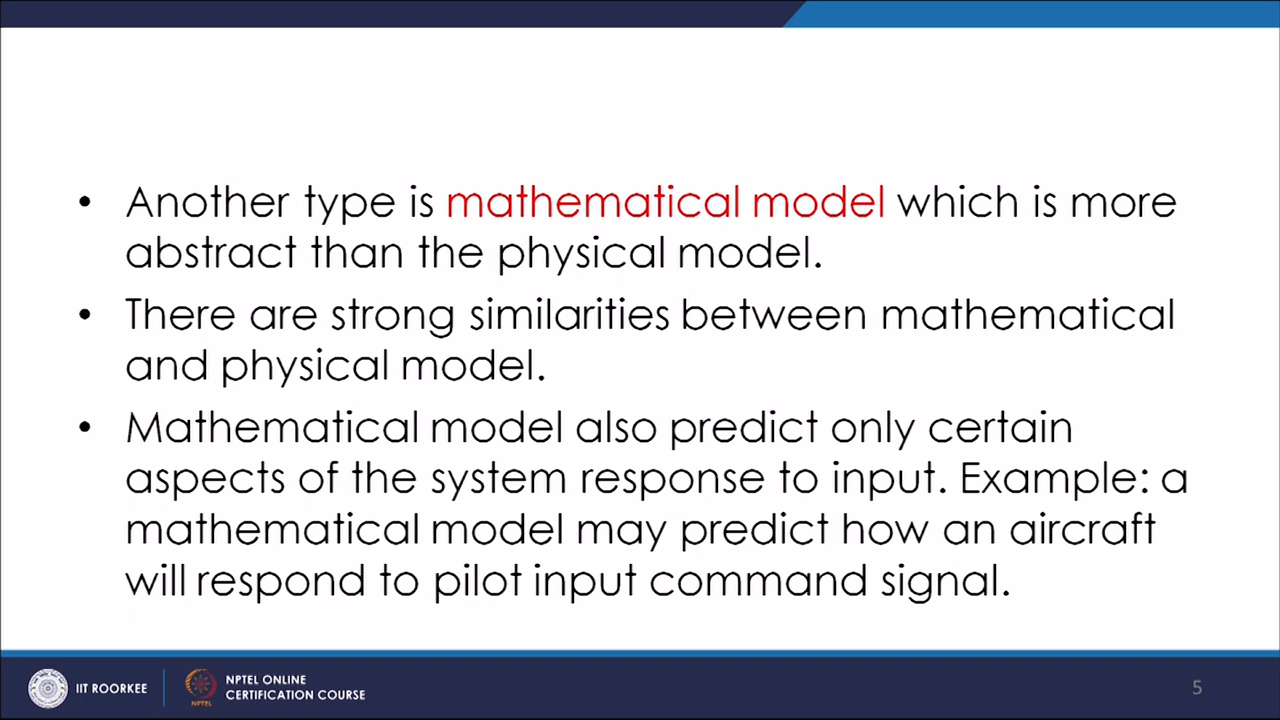 • Another type is mathematical model which is more
abstract than the physical model.
• There are strong similarities between mathematical
and physical model.
• Mathematical model also predict only certain
aspects of the system response to input. Example: a
mathematical model may predict how an aircraft
will respond to pilot input command signal.
IIT ROORKEE
NPTEL
NPTEL ONLINE
CERTIFICATION COURSE
5